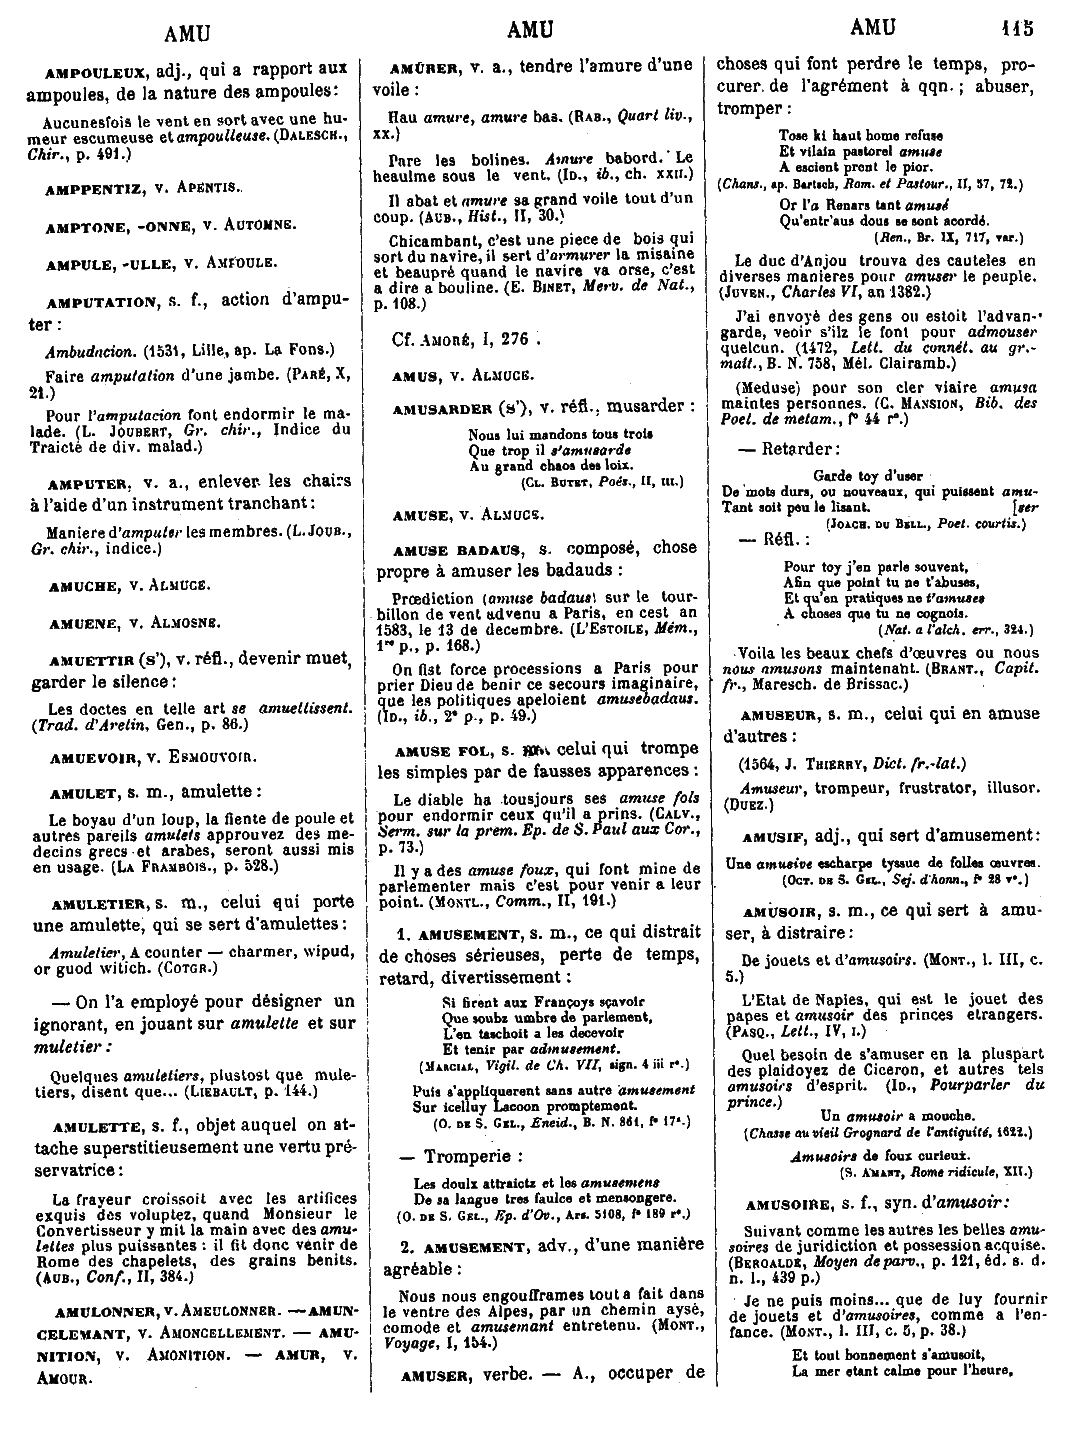 AMU
AMPOULEUX, adj., qui a rapport aux
ampoules, de la nature des ampoules:
Aucunesfois le vent en sort avec une hu-
meur escumeuse et ampoulleuse. (DALESCH.,
Chir., p. 491.)
AMPPENTIZ, V. APENTIS.
AMPTONE, -ONNE, V. AUTOMNE.
AMPULE, -ULLE, V. AMPOULE.
AMPUTATION, s. f., action d'ampu-
ter:
Ambudacion. (1531, Lille, ap. La Fons.)
Faire amputation d'une jambe. (PARÉ, X,
21.)
Pour l'amputacion font endormir le ma-
lade. (L. JOUBERT, Gr. chir., Indice du
Traicté de div. malad.)
AMPUTER, v. a., enlever les chairs
à l'aide d'un instrument tranchant:
Maniere d'amputer les membres. (L. JOUB.,
Gr. chir., indice.)
AMUCHE, V. ALMUCE.
AMUENE, V. ALMOSNE.
AMUETTIR (s'), v. réfl., devenir muet,
garder le silence:
Les doctes en telle art se amuettissent.
(Trad. d'Aretin, Gen., p. 86.)
AMUEVOIR, V. ESMOUVOIR.
AMULET, s. m., amulette:
Le boyau d'un loup, la fiente de poule et
autres pareils amulets approuvez des me-
decins grecs et arabes, seront aussi mis
en usage. (LA FRAMBOIS., p. 528.)
AMULETIER, s. m., celui qui porte
une amulette, qui se sert d'amulettes:
Amuletier, A counter — charmer, wipud,
or guod witich. (COTGR.)
— On l'a employé pour désigner un
ignorant, en jouant sur amulette et sur
muletier:
Quelques amuletiers, plustost que mule-
tiers, disent que... (LIEBAULT, p. 144.)
AMULETTE, s. f., objet auquel on at-
tache superstitieusement une vertu pré-
servatrice:
La frayeur croissoit avec les artifices
exquis des voluptez, quand Monsieur le
Convertisseur y mit la main avec des amu-
lettes plus puissantes: il fit donc venir de
Rome des chapelets, des grains benits.
(AUB., Conf., II, 384.)
AMULONNER, V. AMEULONNER. — AMUN-
CELEMANT, V. AMONCELLEMENT. — AMU-
NITION, V. AMONITION. — AMUR, V.
AMOUR.
AMU
AMÛRER, v. a., tendre l'amure d'une
voile:
Hau amure, amure bas. (RAB., Quart liv.,
XX.)
Pare les bolines. Amure babord. Le
heaulme sous le vent. (ID., ib., ch. XXII.)
Il abat et amure sa grand voile tout d'un
coup. (AUB., Hist., II, 30.)
Chicambant, c'est une piece de bois qui
sort du navire, il sert d'armurer la misaine
et beaupré quand le navire va orse, c'est
a dire a bouline. (E. BINET, Merv. de Nat.,
p. 108.)
Cf. AMORÉ, I, 276.
AMUS, V. ALMUCE.
AMUSARDER (s'), v. réfl., musarder:
Nous lui mandons tous trois
Que trop il s'amusarde
Au grand chaos des loix.
(CL. BUTET, Poés., II, III.)
AMUSE, V. ALMUCE.
AMUSE BADAUS, s. composé, chose
propre à amuser les badauds:
Prœdiction (amuse badaus) sur le tour-
billon de vent advenu a Paris, en cest an
1583, le 13 de decembre. (L'ESTOILE, Mém.,
1re p., p. 168.)
On fist force processions a Paris pour
prier Dieu de benir ce secours imaginaire,
que les politiques apeloient amusebadaus.
(ID., ib., 2e p., p. 49.)
AMUSE FOL, s. celui qui trompe
les simples par de fausses apparences:
Le diable ha tousjours ses amuse fols
pour endormir ceux qu'il a prins. (CALV.,
Serm. sur la prem. Ep. de S. Paul aux Cor.,
p. 73.)
Il y a des amuse foux, qui font mine de
parlementer mais c'est pour venir a leur
point. (MONTL., Comm., II, 191.)
1. AMUSEMENT, s. m., ce qui distrait
de choses sérieuses, perte de temps,
retard, divertissement:
Si firent aux Françoys sçavoir
Que soubz umbre de parlement,
L'en taschoit a les decevoir
Et tenir par admusement.
(MARCIAL, Vigil. de Ch. VII, sign. 4 iii r°.)
Puis s'appliquerent sans autre amusement
Sur icelluy Lacoon promptement.
(O. DE S. GEL., Eneid., B. N. 861, f° 17e.)
— Tromperie:
Les doulx attraictz et les amusemens
De sa langue tres faulce et mensongere.
(O. DE S. GEL., Ep. d'Ov., Ars. 5108, f° 189 r°.)
2. AMUSEMENT, adv., d'une manière
agréable:
Nous nous engoufframes tout a fait dans
le ventre des Alpes, par un chemin aysé,
comode et amusemant entretenu. (MONT.,
Voyage, I, 154.)
AMUSER, verbe. — A., occuper de
AMU 115
choses qui font perdre le temps, pro-
curer de l'agrément à qqn.; abuser,
tromper:
Tose ki haut home refuse
Et vilain pastorel amuse
A escient prent le pior.
(Chans., ap. Bartsch, Rom. et Pastour., II, 57, 72.)
Or l'a Renars tant amusé
Qu'entr'aus dous se sont acordé.
(Ren., Br. IX, 717, var.)
Le duc d'Anjou trouva des cauteles en
diverses manieres pour amuser le peuple.
(JUVEN., Charles VI, an 1382.)
J'ai envoyé des gens ou estoit l'advan-
garde, veoir s'ilz le font pour admouser
quelcun. (1472, Lett. du connét. au gr.-
mait., B. N. 758, Mél. Clairamb.)
(Meduse) pour son cler viaire amusa
maintes personnes. (C. MANSION, Bib. des
Poet. de metam., f° 44 r°.)
— Retarder:
Garde toy d'user
De mots durs, ou nouveaux, qui puissent amu-
Tant soit peu le lisant. [ser
(JOACH. DU BELL., Poet. courtis.)
— Réfl.:
Pour toy j'en parle souvent,
Afin que point tu ne t'abuses,
Et qu'en pratiques ne t'amuses
A choses que tu ne cognois.
(Nat. a l'alch. err., 324.)
Voila les beaux chefs d'œuvres ou nous
nous amusons maintenant. (BRANT., Capit.
fr., Maresch. de Brissac.)
AMUSEUR, s. m., celui qui en amuse
d'autres:
(1564, J. THIERRY, Dict. fr.-lat.)
Amuseur, trompeur, frustrator, illusor.
(DUEZ.)
AMUSIF, adj., qui sert d'amusement:
Une amusive escharpe tyssue de folles œuvres.
(OCT. DE S. GEL., Sej. d'honn., f° 28 v°.)
AMUSOIR, s. m., ce qui sert à amu-
ser, à distraire:
De jouets et d'amusoirs. (MONT., l. III, c.
5.)
L'Etat de Naples, qui est le jouet des
papes et amusoir des princes etrangers.
(PASQ., Lett., IV, I.)
Quel besoin de s'amuser en la pluspart
des plaidoyez de Ciceron, et autres tels
amusoirs d'esprit. (ID., Pourparler du
prince.)
Un amusoir a mouche.
(Chasse au vieil Grognard de l'antiquité, 1622.)
Amusoirs de foux curieux.
(S. AMANT, Rome ridicule, XII.)
AMUSOIRE, s. f., syn. d'amusoir:
Suivant comme les autres les belles amu-
soires de juridiction et possession acquise.
(BEROALDE, Moyen de parv., p. 121, éd. s. d.
n. l., 439 p.)
Je ne puis moins... que de luy fournir
de jouets et d'amusoires, comme a l'en-
fance. (MONT., l. III, c. 5, p. 38.)
Et tout bonnement s'amusoit,
La mer etant calme pour l'heure,